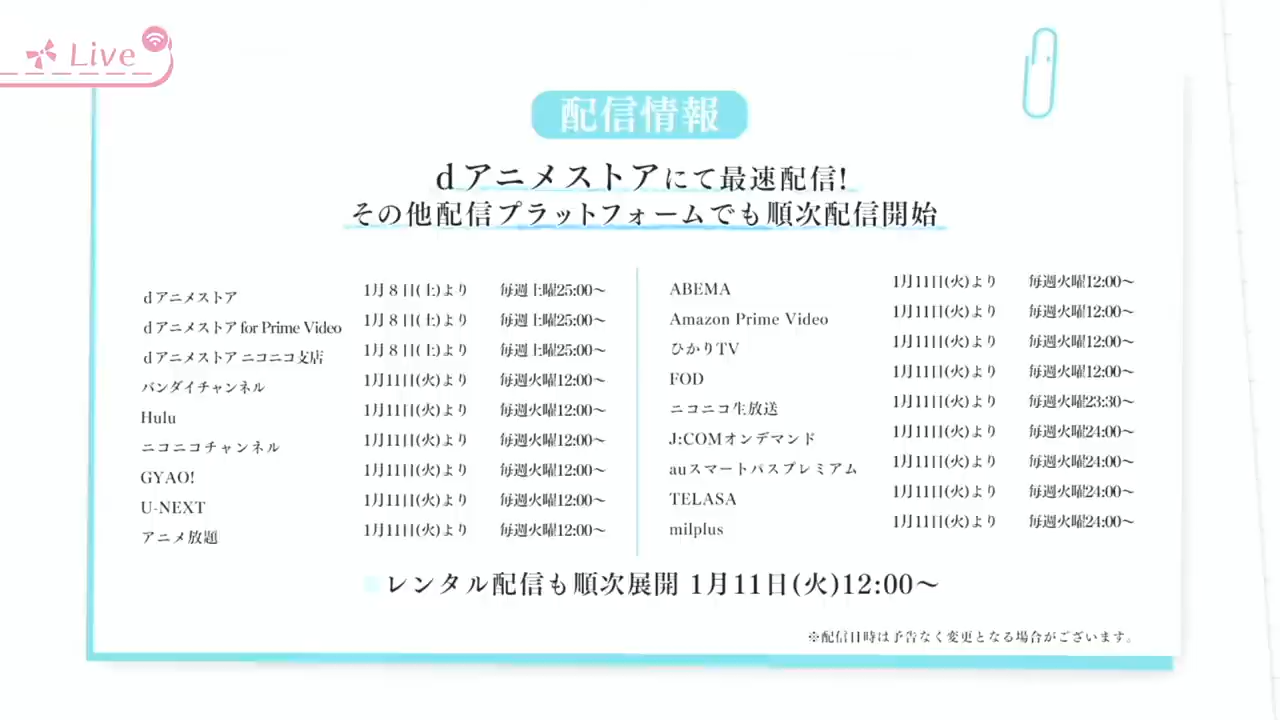 Live
配信情報
dアニメストアにて最速配信!
その他配信プラットフォームでも順次配信開始
dアニメストア 1月8日(土)より 毎週土曜25:00～
dアニメストア for Prime Video 1月8日(土)より 毎週土曜25:00～
dアニメストア ニコニコ支店 1月8日(土)より 毎週土曜25:00～
バンダイチャンネル 1月11日(火)より 毎週火曜12:00～
Hulu 1月11日(火)より 毎週火曜12:00～
ニコニコチャンネル 1月11日(火)より 毎週火曜12:00～
GYAO! 1月11日(火)より 毎週火曜12:00～
U-NEXT 1月11日(火)より 毎週火曜12:00～
アニメ放題 1月11日(火)より 毎週火曜12:00～
ABEMA 1月11日(火)より 毎週火曜12:00～
Amazon Prime Video 1月11日(火)より 毎週火曜12:00～
ひかりTV 1月11日(火)より 毎週火曜12:00～
FOD 1月11日(火)より 毎週火曜12:00～
ニコニコ生放送 1月11日(火)より 毎週火曜23:30～
J:COMオンデマンド 1月11日(火)より 毎週火曜24:00～
auスマートパスプレミアム 1月11日(火)より 毎週火曜24:00～
TELASA 1月11日(火)より 毎週火曜24:00～
milplus 1月11日(火)より 毎週火曜24:00～
レンタル配信も順次展開 1月11日(火)12:00～
※配信日時は予告なく変更となる場合がございます。